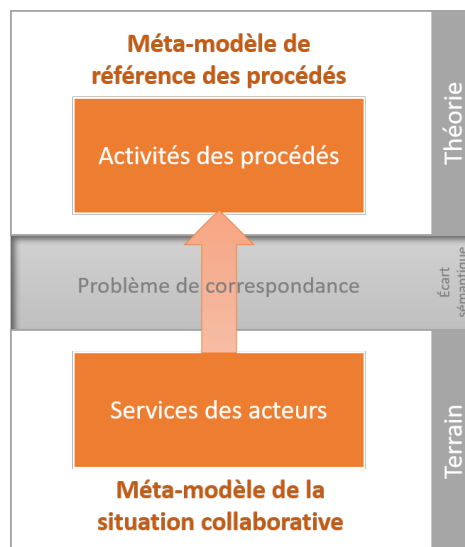 Méta-modèle de
référence des procédés
Théorie
Activités des procédés
Problème de correspondance
Écart
sémantique
Services des acteurs
Terrain
Méta-modèle de la
situation collaborative